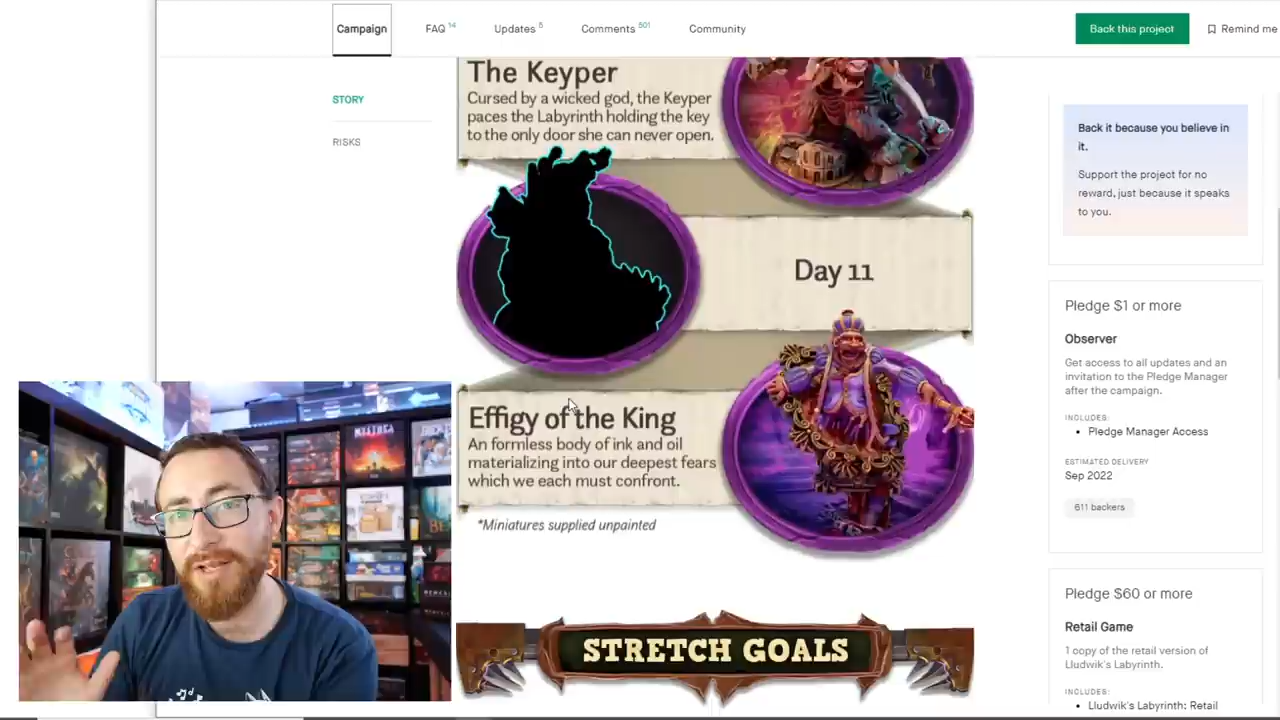 Campaign
FAQ 14
Updates 5
Comments 501
Community
Back this project
Remind me
STORY
RISKS
The Keyper
Cursed by a wicked god, the Keyper
paces the Labyrinth holding the key
to the only door she can never open.
Day 11
Effigy of the King
An formless body of ink and oil
materializing into our deepest fears
which we each must confront.
*Miniatures supplied unpainted
STRETCH GOALS
Back it because you believe in
it.
Support the project for no
reward, just because it speaks
to you.
Pledge $1 or more
Observer
Get access to all updates and an
invitation to the Pledge Manager
after the campaign.
INCLUDES:
• Pledge Manager Access
ESTIMATED DELIVERY
Sep 2022
611 backers
Pledge $60 or more
Retail Game
1 copy of the retail version of
Lludwik's Labyrinth.
INCLUDES:
• Lludwik's Labyrinth: Retail